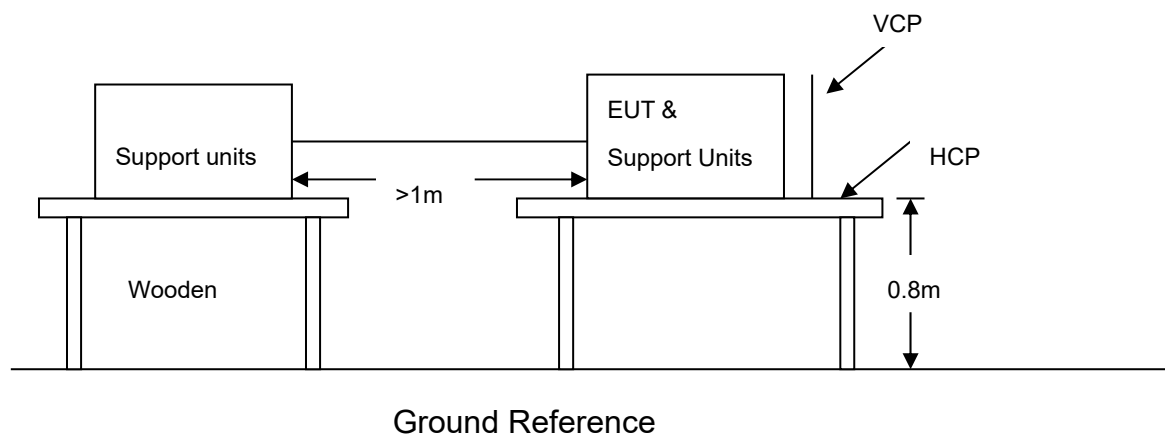 VCP
EUT &
Support Units
Support units
HCP
>1m
Wooden
0.8m
Ground Reference